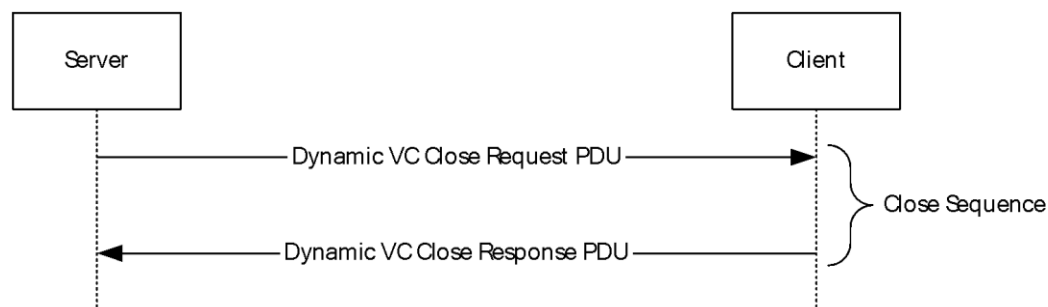 Server
Client
Dynamic VC Close Request PDU
Close Sequence
Dynamic VC Close Response PDU